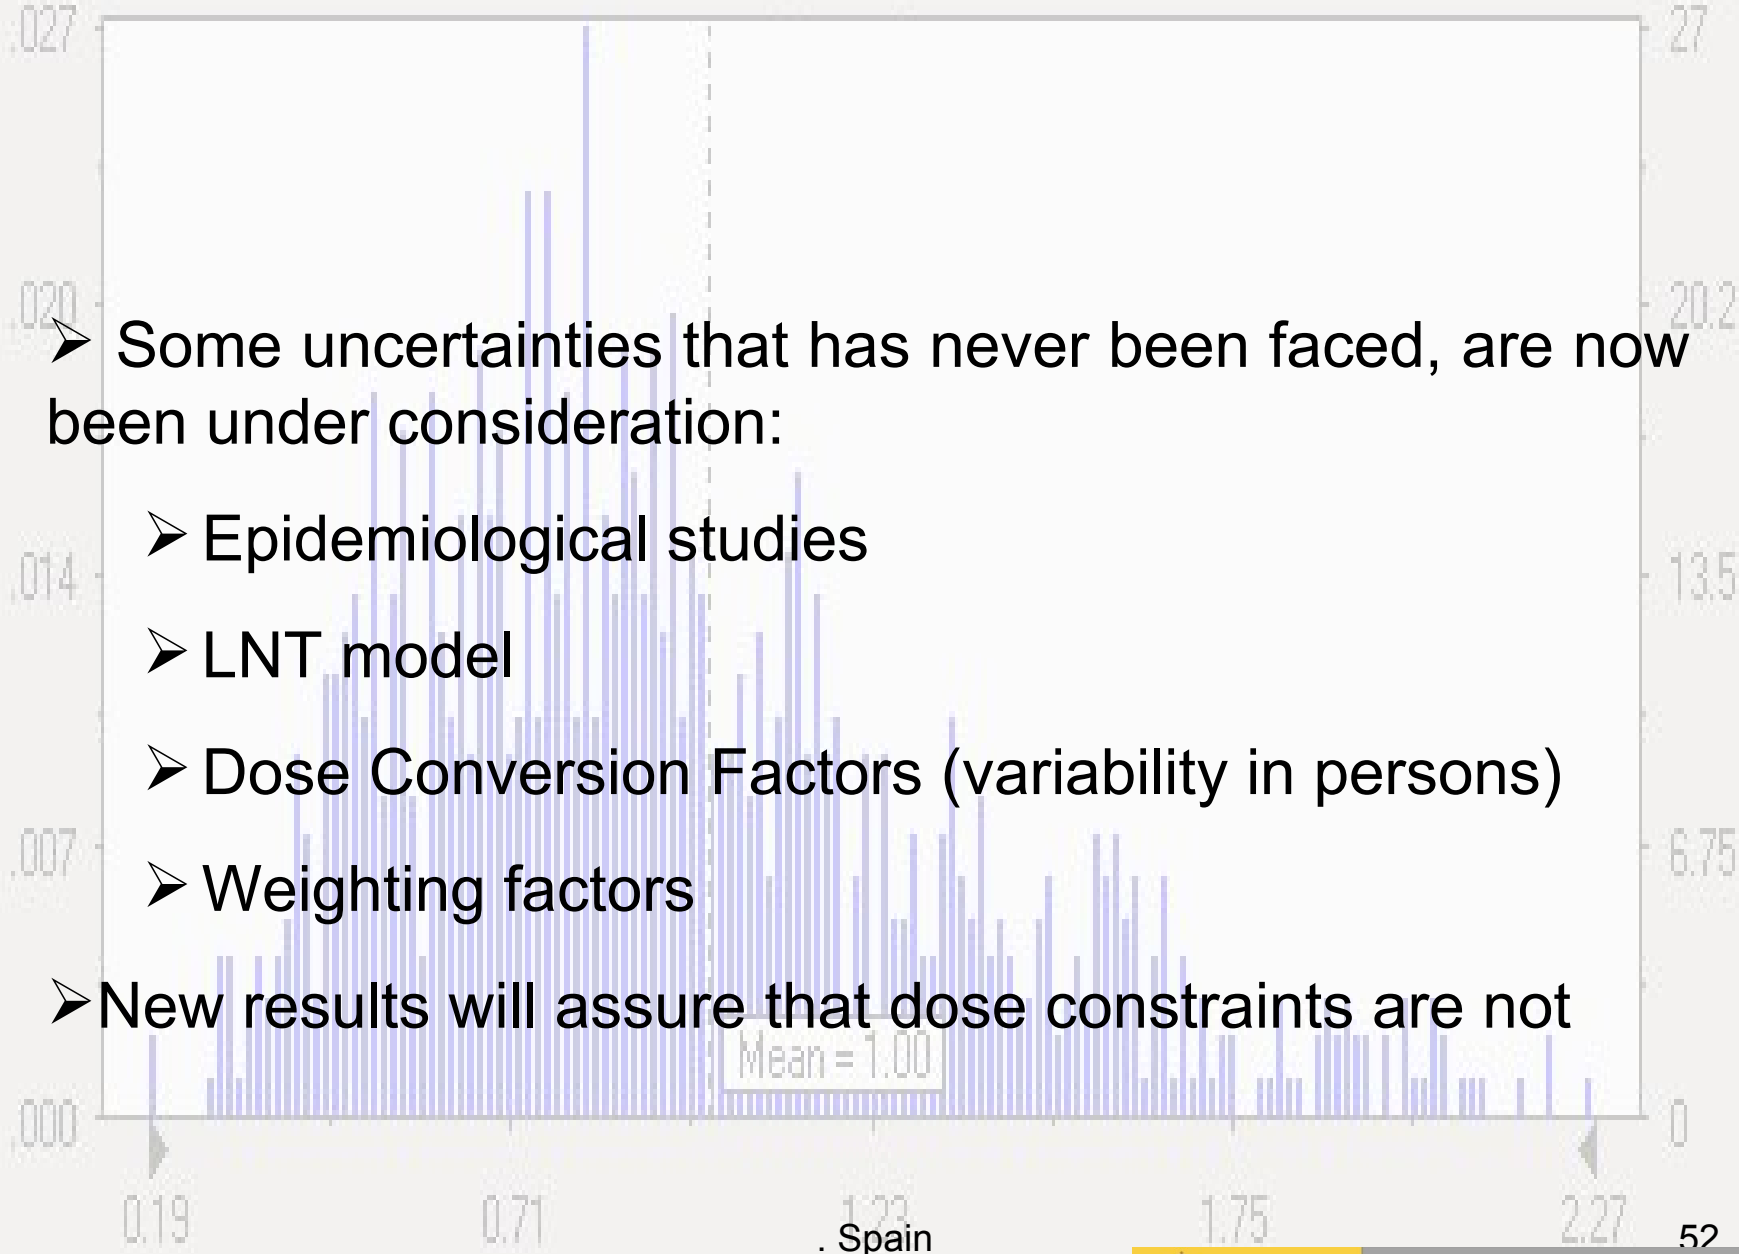 .027
27
.020
20.2
➢ Some uncertainties that has never been faced, are now
been under consideration:
➢ Epidemiological studies
.014
13.5
➢ LNT model
➢ Dose Conversion Factors (variability in persons)
.007
6.75
➢ Weighting factors
➢New results will assure that dose constraints are not
Mean = 1.00
.000
0
0.19
0.71
1.23
1.75
2.27
. Spain
52